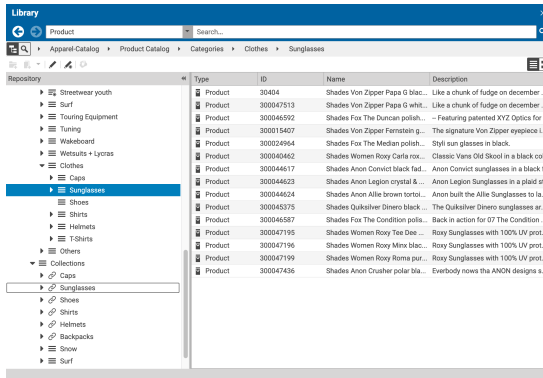 Library
Product
Search...
Apparel-Catalog
Product Catalog
Categories
Clothes
Sunglasses
Repository
Streetwear youth
Surf
Touring Equipment
Tuning
Wakeboard
Wetsuits + Lycras
Clothes
Caps
Sunglasses
Shoes
Shirts
Helmets
T-Shirts
Others
Collections
Caps
Sunglasses
Shoes
Shirts
Helmets
Backpacks
Snow
Surf
Type ID Name Description
Product 30404 Shades Von Zipper Papa G blac... Like a chunk of fudge on december .
Product 300047513 Shades Von Zipper Papa G whit... Like a chunk of fudge on december .
Product 300046592 Shades Fox The Duncan polish... -- Featuring patented XYZ Optics for
Product 300015407 Shades Von Zipper Fernstein g... The signature Von Zipper eyepiece i.
Product 300024964 Shades Fox The Median polish... Styli sun glasses in black.
Product 300040462 Shades Women Roxy Carla rox... Classic Vans Old Skool in a black col
Product 300044617 Shades Anon Convict black fad... Anon Convict sunglasses in a black t
Product 300044623 Shades Anon Legion crystal & ... Anon Legion Sunglasses in a plaid st
Product 300044624 Shades Anon Allie brown tortoi... Anon built the Allie Sunglasses to la.
Product 300045375 Shades Quiksilver Dinero black ... The Quiksilver Dinero sunglasses ar.
Product 300046587 Shades Fox The Condition polis... Back in action for 07 The Condition .
Product 300047195 Shades Women Roxy Tee Dee ... Roxy Sunglasses with 100% UV prot.
Product 300047196 Shades Women Roxy Minx blac... Roxy Sunglasses with 100% UV prot.
Product 300047199 Shades Women Roxy Roma pur... Roxy Sunglasses with 100% UV prot.
Product 300047436 Shades Anon Crusher polar bla... Everbody nows tha ANON designs s.